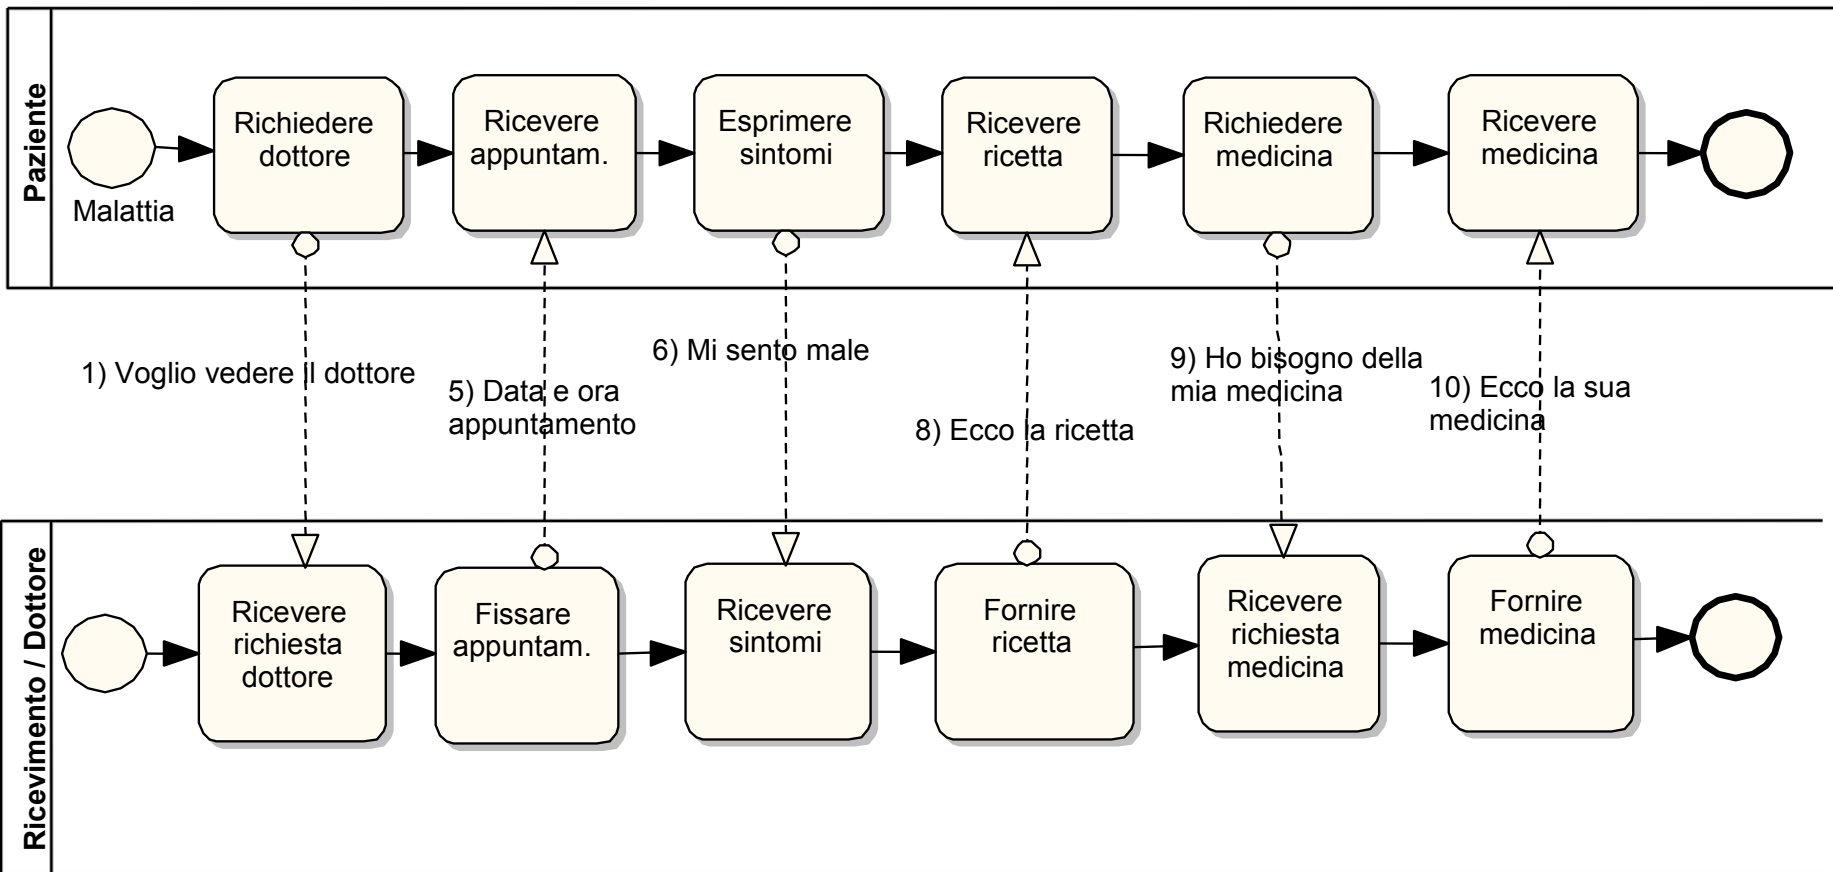 Paziente
Malattia
Richiedere
dottore
Ricevere
appuntam.
Esprimere
sintomi
Ricevere
ricetta
Richiedere
medicina
Ricevere
medicina
1) Voglio vedere il dottore
5) Data e ora
appuntamento
6) Mi sento male
8) Ecco la ricetta
9) Ho bisogno della
mia medicina
10) Ecco la sua
medicina
Ricevimento / Dottore
Ricevere
richiesta
dottore
Fissare
appuntam.
Ricevere
sintomi
Fornire
ricetta
Ricevere
richiesta
medicina
Fornire
medicina